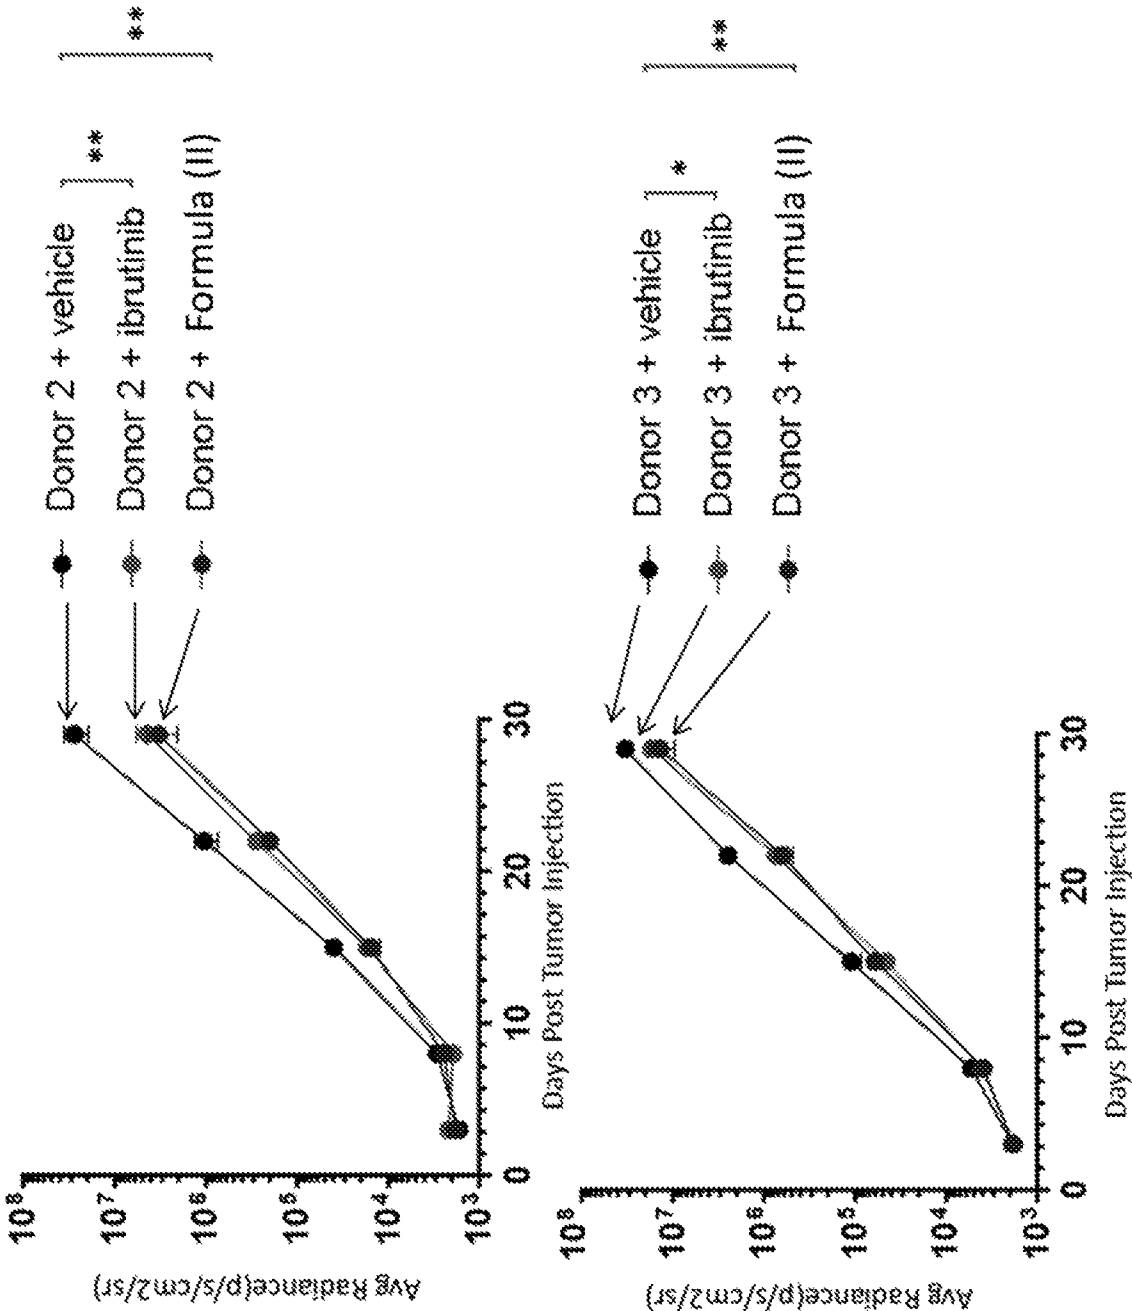 Avg Radiance(p/s/cm2/sr)
10⁸
10⁷
10⁶
10⁵
10⁴
10³
0
10
20
30
Days Post Tumor Injection
Donor 2 + vehicle
Donor 2 + ibrutinib
Donor 2 + Formula (II)
**
**
Avg Radiance(p/s/cm2/sr)
10⁸
10⁷
10⁶
10⁵
10⁴
10³
0
10
20
30
Days Post Tumor Injection
Donor 3 + vehicle
Donor 3 + ibrutinib
Donor 3 + Formula (II)
*
**